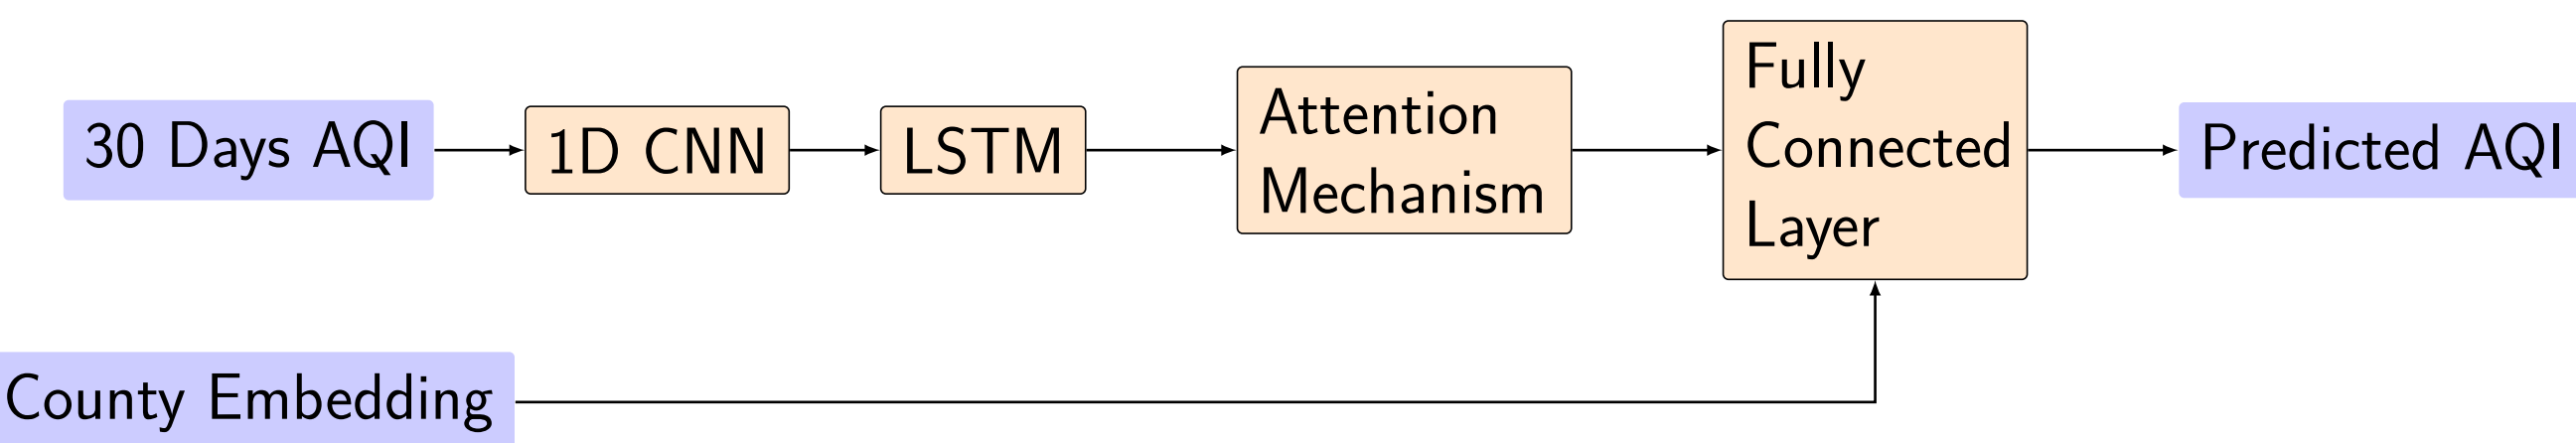 30 Days AQI
1D CNN
LSTM
Attention
Mechanism
Fully
Connected
Layer
Predicted AQI
County Embedding